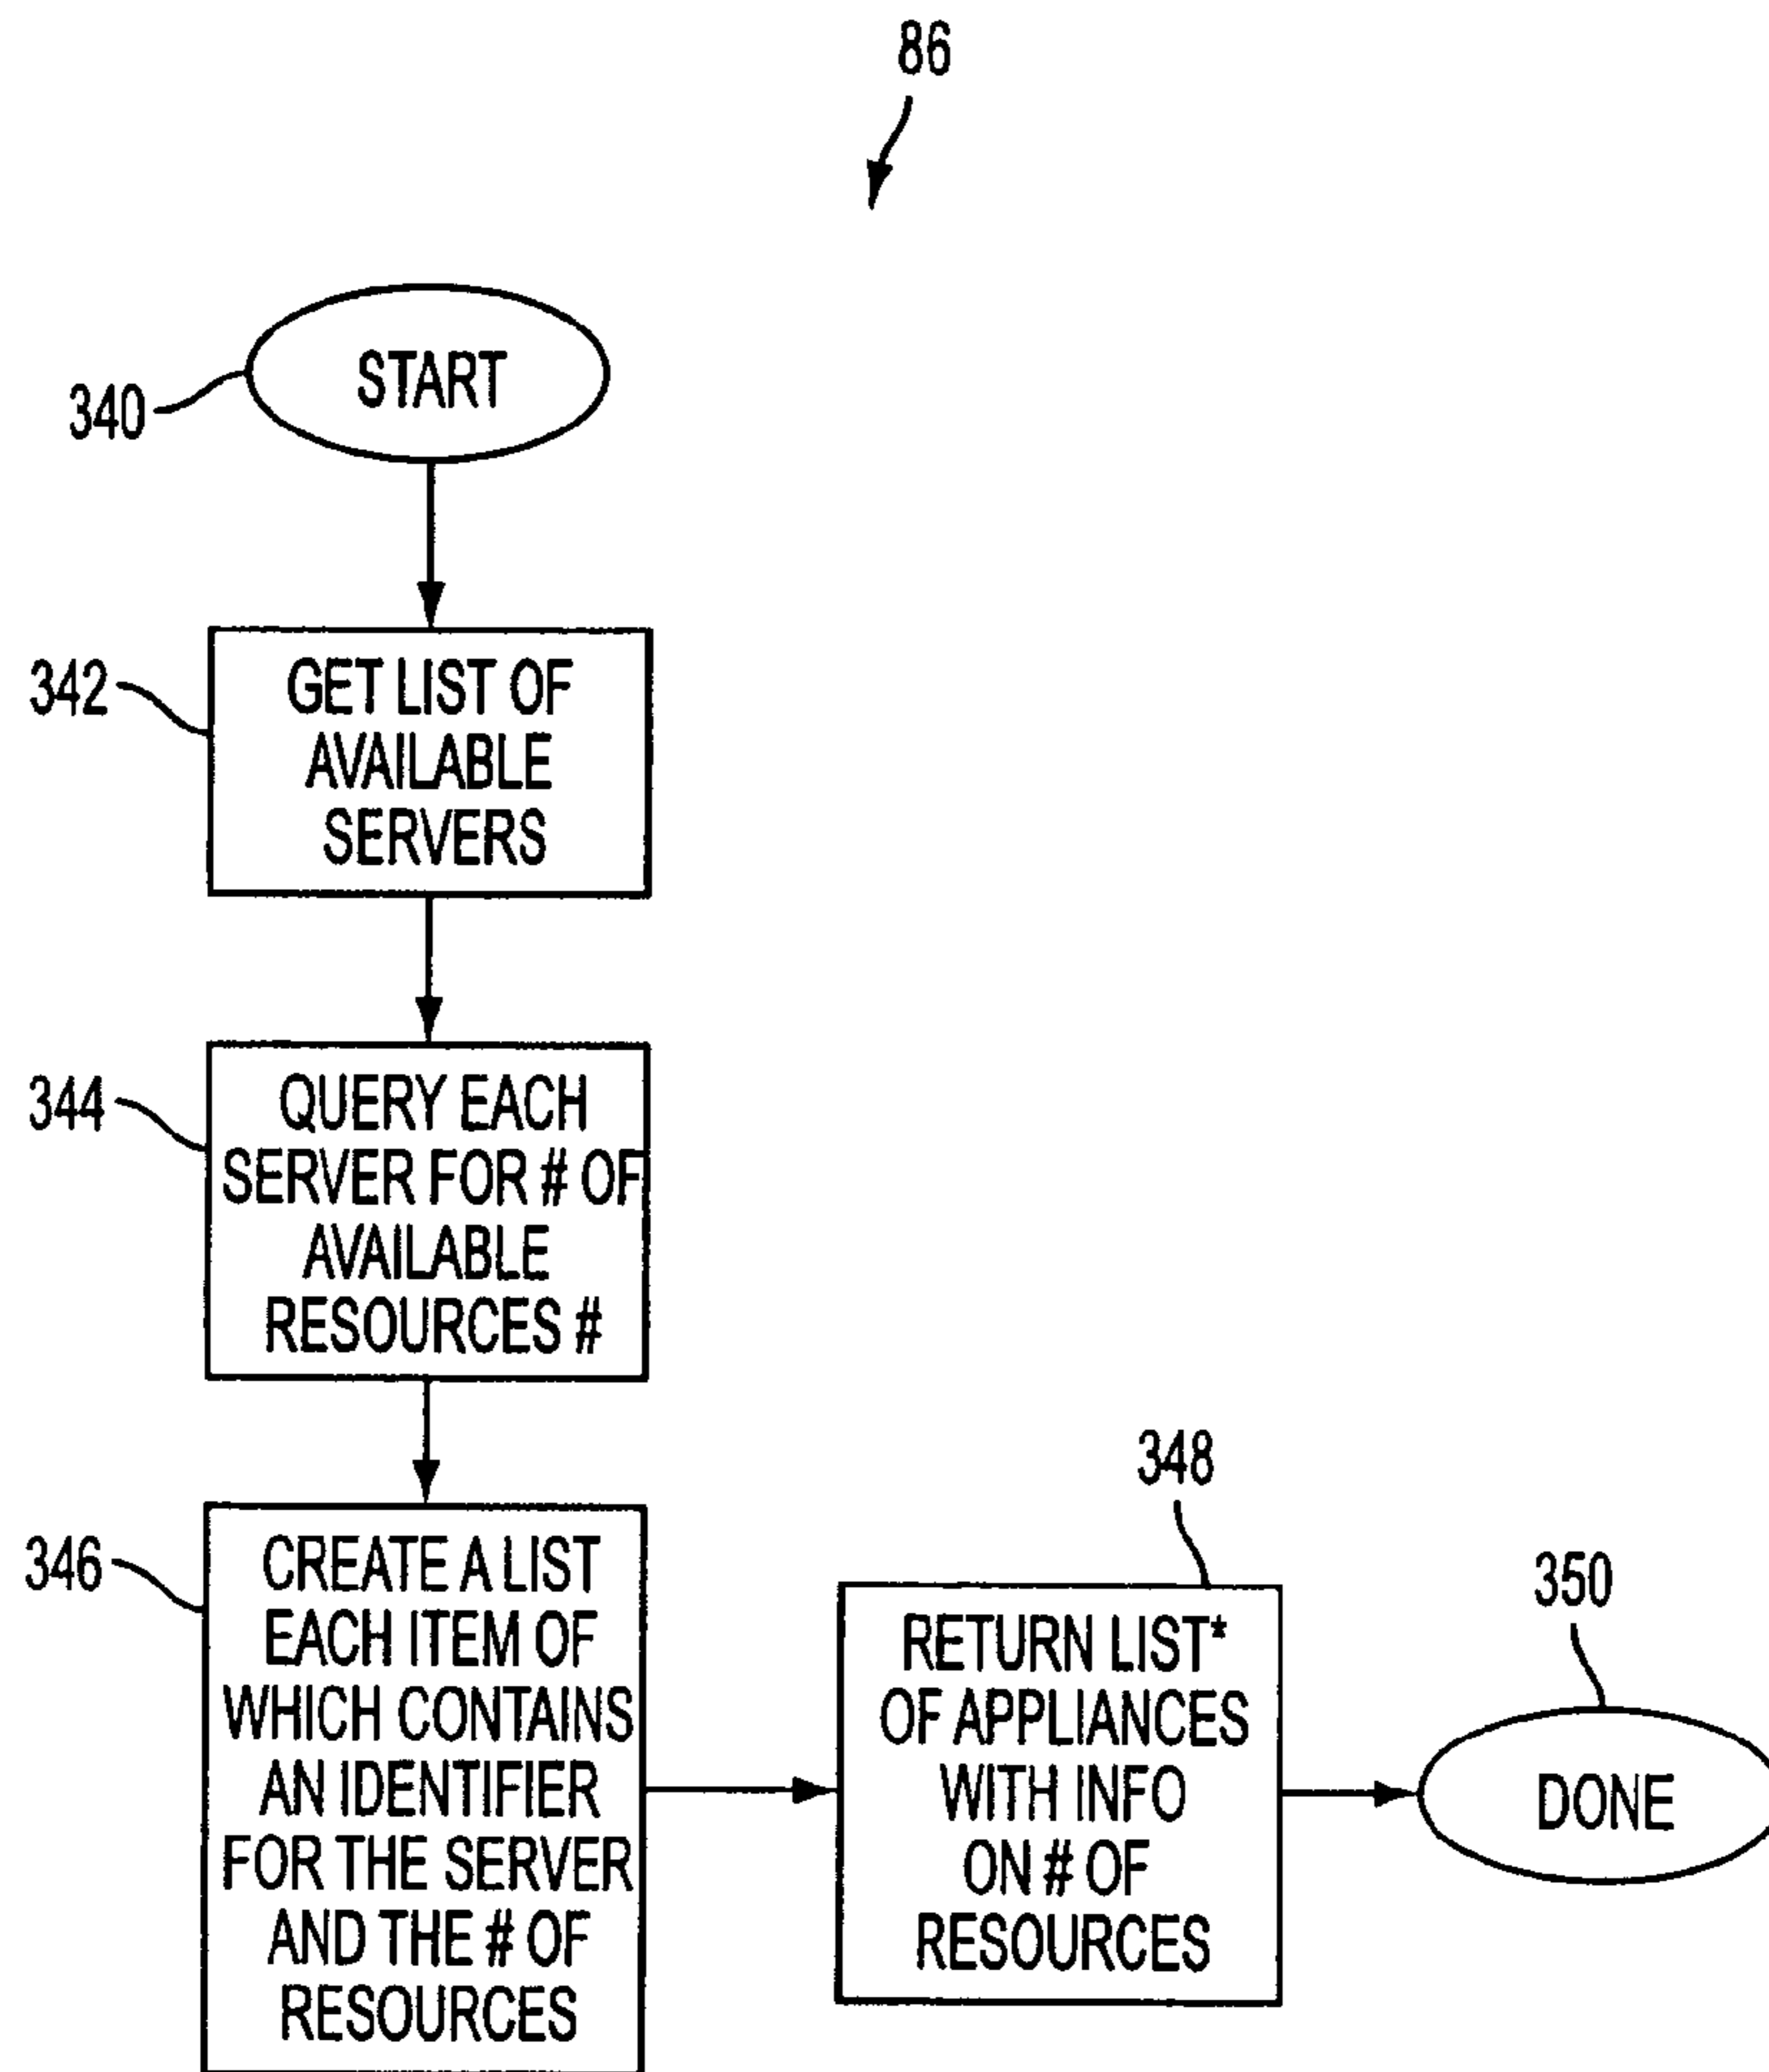 86
START
340
342
GET LIST OF
AVAILABLE
SERVERS
344
QUERY EACH
SERVER FOR # OF
AVAILABLE
RESOURCES #
346
CREATE A LIST
EACH ITEM OF
WHICH CONTAINS
AN IDENTIFIER
FOR THE SERVER
AND THE # OF
RESOURCES
348
RETURN LIST*
OF APPLIANCES
WITH INFO
ON # OF
RESOURCES
350
DONE